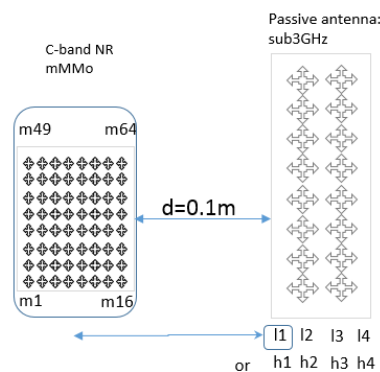 Passive antenna:
sub3GHz
C-band NR
mMMo
m49 m64
d=0.1m
m1 m16
l1 l2 l3 l4
or h1 h2 h3 h4